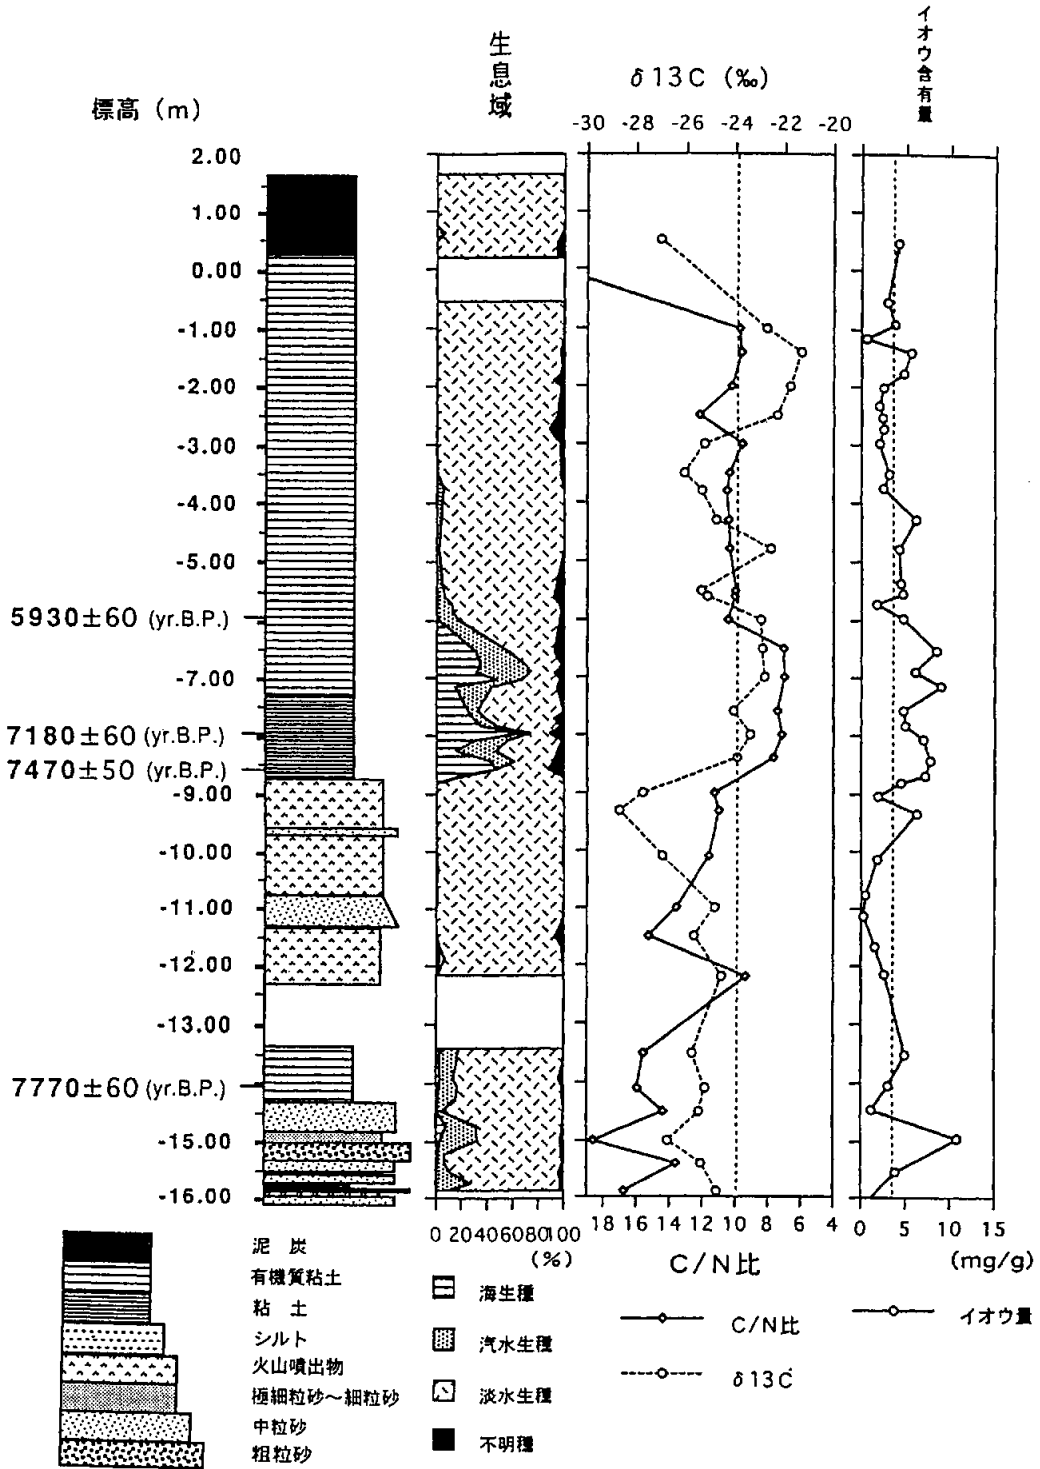 標高 (m)
生息域
δ13C (‰)
イオウ含有量
-30 -28 -26 -24 -22 -20
2.00
1.00
0.00
-1.00
-2.00
-3.00
-4.00
-5.00
5930±60 (yr.B.P.)
-7.00
7180±60 (yr.B.P.)
7470±50 (yr.B.P.)
-9.00
-10.00
-11.00
-12.00
-13.00
7770±60 (yr.B.P.)
-15.00
-16.00
0 20 40 60 80 100
(%)
18 16 14 12 10 8 6 4
C/N比
0 5 10 15
(mg/g)
泥炭
有機質粘土
粘土
シルト
火山噴出物
極細粒砂〜細粒砂
中粒砂
粗粒砂
海生種
汽水生種
淡水生種
不明種
C/N比
δ13C
イオウ量